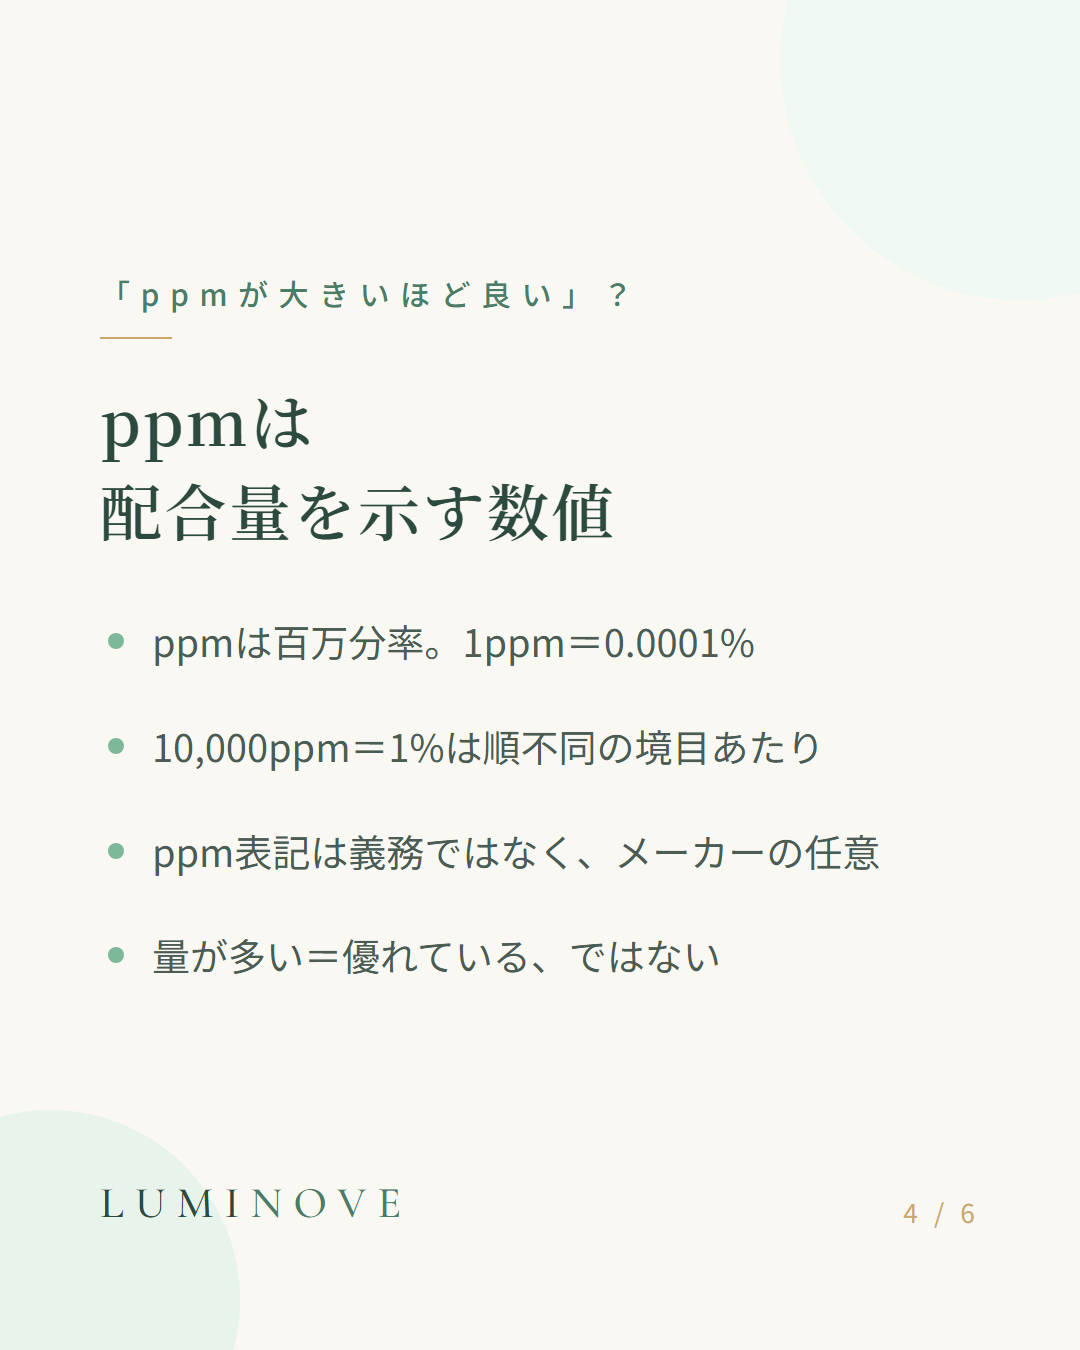 「ppmが大きいほど良い」？
ppmは
配合量を示す数値
ppmは百万分率。1ppm＝0.0001%
10,000ppm＝1%は順不同の境目あたり
ppm表記は義務ではなく、メーカーの任意
量が多い＝優れている、ではない
LUMINOVE
4 / 6